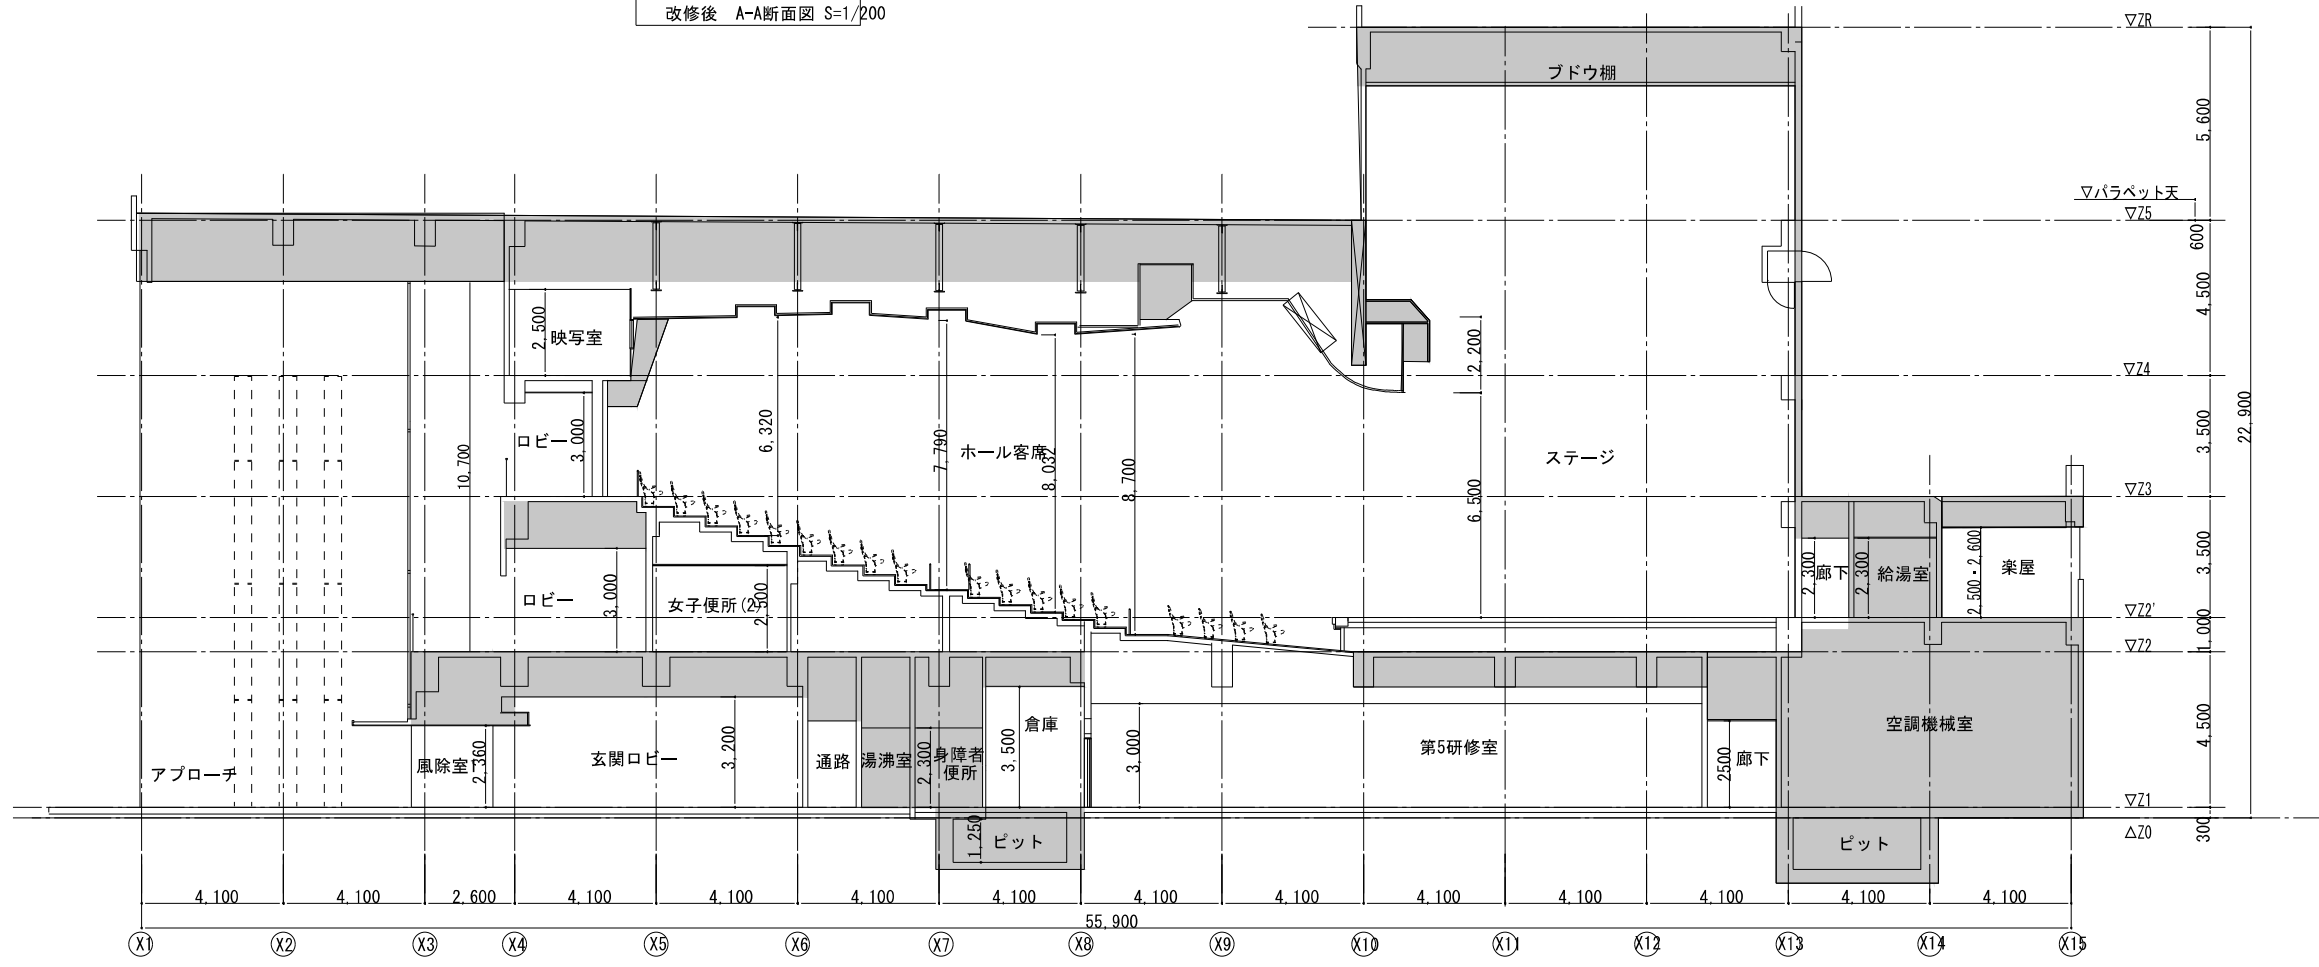 改修後 A-A断面図 S=1/200
▽ZR
ブドウ棚
5,600
▽パラペット天
▽Z5
600
4,500
2,500
映写室
2,200
▽Z4
22,900
ロビー
3,000
10,700
6,320
7,790
ホール客席
8,032
8,700
ステージ
6,500
3,500
▽Z3
ロビー
3,000
女子便所(2)
2,500
2,300
廊下
2,300
給湯室
2,500・2,600
楽屋
3,500
▽Z2'
1,000
▽Z2
アプローチ
風除室
2,360
玄関ロビー
3,200
通路
湯沸室
2,300
身障者
便所
3,500
倉庫
3,000
第5研修室
2500
廊下
空調機械室
4,500
▽Z1
△Z0
300
1,250
ピット
ピット
4,100
4,100
2,600
4,100
4,100
4,100
4,100
4,100
4,100
4,100
4,100
4,100
4,100
4,100
55,900
X1
X2
X3
X4
X5
X6
X7
X8
X9
X10
X11
X12
X13
X14
X15